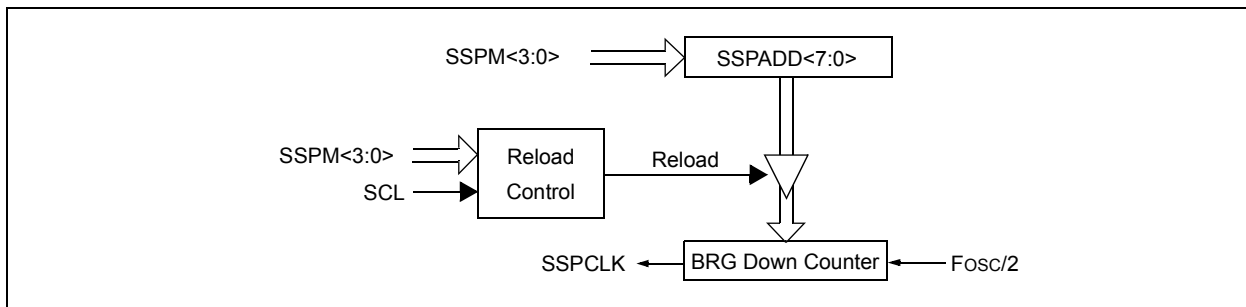 SSPM<3:0>
SSPADD<7:0>
SSPM<3:0>
SCL
Reload
Control
Reload
SSPCLK
BRG Down Counter
FOSC/2